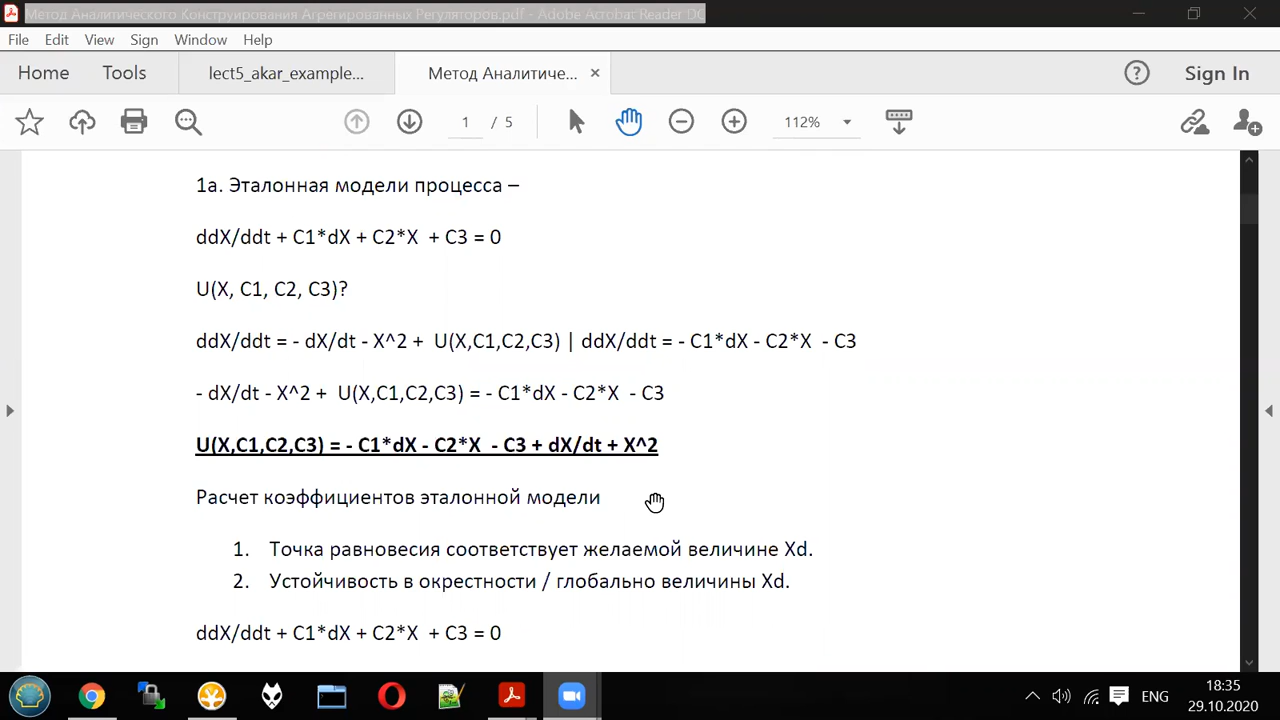 Метод Аналитического Конструирования Агрегированных Регуляторов.pdf - Adobe Acrobat Reader DC
File Edit View Sign Window Help
Home Tools lect5_akar_example... Метод Аналитиче... × ? Sign In
1 / 5 112%
1а. Эталонная модели процесса –
ddX/ddt + C1*dX + C2*X + C3 = 0
U(X, C1, C2, C3)?
ddX/ddt = - dX/dt - X^2 + U(X,C1,C2,C3) | ddX/ddt = - C1*dX - C2*X - C3
- dX/dt - X^2 + U(X,C1,C2,C3) = - C1*dX - C2*X - C3
U(X,C1,C2,C3) = - C1*dX - C2*X - C3 + dX/dt + X^2
Расчет коэффициентов эталонной модели
1. Точка равновесия соответствует желаемой величине Xd.
2. Устойчивость в окрестности / глобально величины Xd.
ddX/ddt + C1*dX + C2*X + C3 = 0
ENG 18:35
29.10.2020